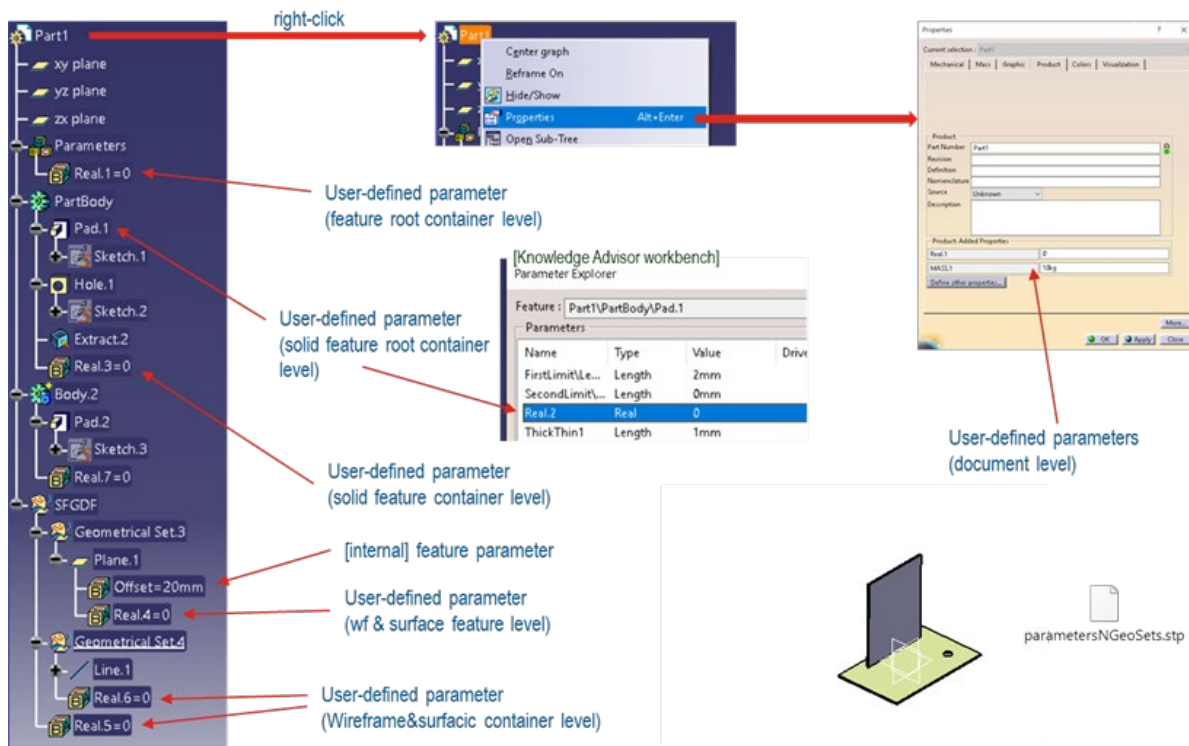 Part1
xy plane
yz plane
zx plane
Parameters
Real.1=0
PartBody
Pad.1
Sketch.1
Hole.1
Sketch.2
Extract.2
Real.3=0
Body.2
Pad.2
Sketch.3
Real.7=0
SFGDF
Geometrical Set.3
Plane.1
Offset=20mm
Real.4=0
Geometrical Set.4
Line.1
Real.6=0
Real.5=0
right-click
Part1
Center graph
Reframe On
Hide/Show
Properties Alt+Enter
Open Sub-Tree
User-defined parameter
(feature root container level)
User-defined parameter
(solid feature root container
level)
User-defined parameter
(solid feature container level)
[internal] feature parameter
User-defined parameter
(wf & surface feature level)
User-defined parameter
(Wireframe&surfacic container level)
[Knowledge Advisor workbench]
Parameter Explorer
Feature : Part1\PartBody\Pad.1
Parameters
Name Type Value Drive
FirstLimit\Le... Length 2mm
SecondLimit\,... Length 0mm
Real.2 Real 0
ThickThin1 Length 1mm
Properties ? X
Current selection : Part1
Mechanical Mass Graphic Product Colors Visualization
Product
Part Number Part1
Revision
Definition
Nomenclature
Source Unknown
Description
Product: Added Properties
Real.1 0
MASS.1 10kg
Define other properties...
More...
OK Apply Close
User-defined parameters
(document level)
parametersNGeoSets.stp